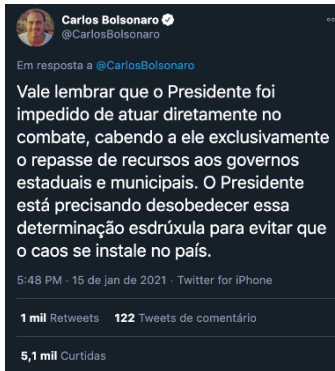 Carlos Bolsonaro
@CarlosBolsonaro
Em resposta a @CarlosBolsonaro
Vale lembrar que o Presidente foi
impedido de atuar diretamente no
combate, cabendo a ele exclusivamente
o repasse de recursos aos governos
estaduais e municipais. O Presidente
está precisando desobedecer essa
determinação esdrúxula para evitar que
o caos se instale no país.
5:48 PM · 15 de jan de 2021 · Twitter for iPhone
1 mil Retweets 122 Tweets de comentário
5,1 mil Curtidas